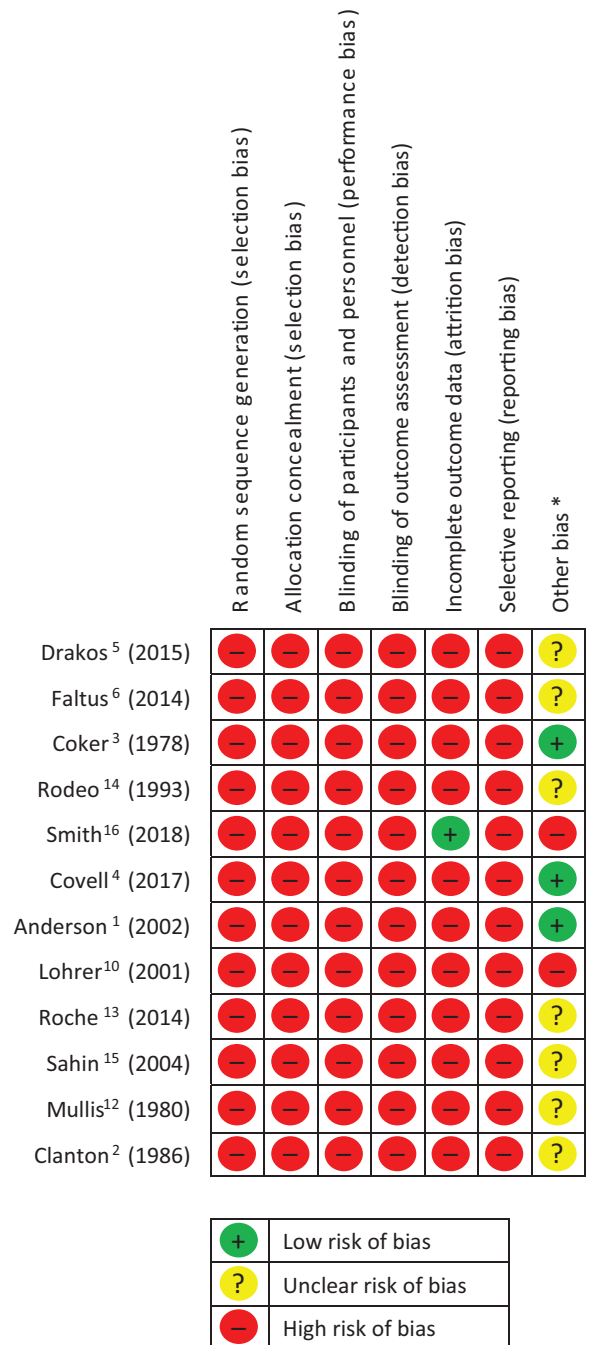 Random sequence generation (selection bias)
Allocation concealment (selection bias)
Blinding of participants and personnel (performance bias)
Blinding of outcome assessment (detection bias)
Incomplete outcome data (attrition bias)
Selective reporting (reporting bias)
Other bias *
Drakos 5 (2015) – – – – – – ?
Faltus 6 (2014) – – – – – – ?
Coker 3 (1978) – – – – – – +
Rodeo 14 (1993) – – – – – – ?
Smith16 (2018) – – – – + – –
Covell 4 (2017) – – – – – – +
Anderson 1 (2002) – – – – – – +
Lohrer10 (2001) – – – – – – –
Roche 13 (2014) – – – – – – ?
Sahin 15 (2004) – – – – – – ?
Mullis12 (1980) – – – – – – ?
Clanton2 (1986) – – – – – – ?
+ Low risk of bias
? Unclear risk of bias
– High risk of bias